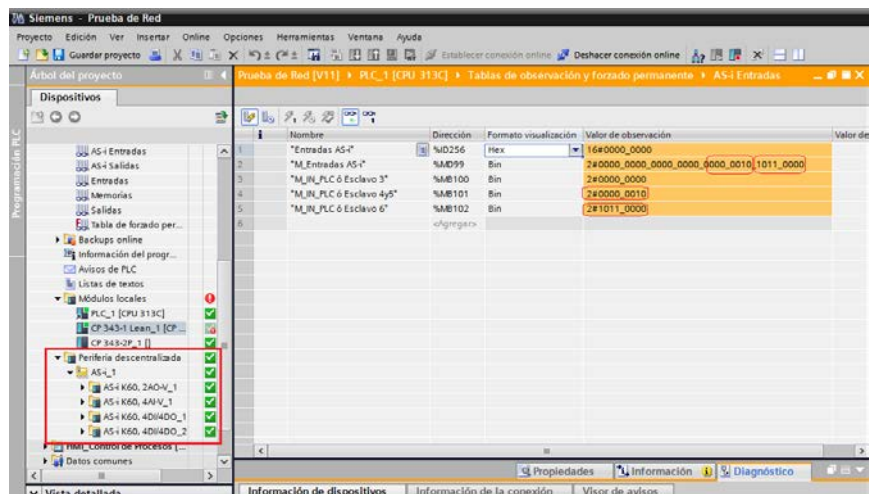 Siemens - Prueba de Red
Proyecto Edición Ver Insertar Online Opciones Herramientas Ventana Ayuda
Guardar proyecto Establecer conexión online Deshacer conexión online
Árbol del proyecto
Prueba de Red [V11] PLC_1 [CPU 313C] Tablas de observación y forzado permanente AS-i Entradas
Dispositivos
Programación PLC
i Nombre Dirección Formato visualización Valor de observación Valor de
1 "Entradas AS-i" %ID256 Hex 16#0000_0000
2 "M_Entradas AS-i" %MD99 Bin 2#0000_0000_0000_0000_0000_0010_1011_0000
3 "M_IN_PLC ó Esclavo 3" %MB100 Bin 2#0000_0000
4 "M_IN_PLC ó Esclavo 4y5" %MB101 Bin 2#0000_0010
5 "M_IN_PLC ó Esclavo 6" %MB102 Bin 2#1011_0000
6 <Agregar>
AS-i Entradas
AS-i Salidas
Entradas
Memorias
Salidas
Tabla de forzado per...
Backups online
Información del progr...
Avisos de PLC
Listas de textos
Módulos locales
PLC_1 [CPU 313C]
CP 343-1 Lean_1 [CP ...
CP 343-2P_1 []
Periferia descentralizada
AS-i_1
AS-i K60, 2AO-V_1
AS-i K60, 4AI-V_1
AS-i K60, 4DI/4DO_1
AS-i K60, 4DI/4DO_2
HMI_Control de Procesos [...
Datos comunes
Propiedades Información Diagnóstico
Vista detallada
Información de dispositivos Información de la conexión Visor de avisos